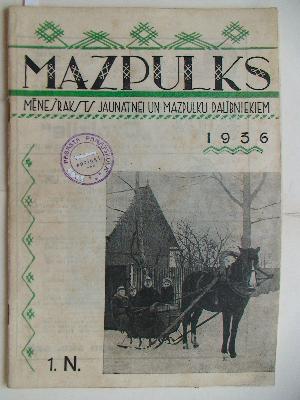 MAZPULKS
MĒNEŠRAKSTS JAUNATNEI UN MAZPULKU DALĪBNIEKIEM
1936
1. N.